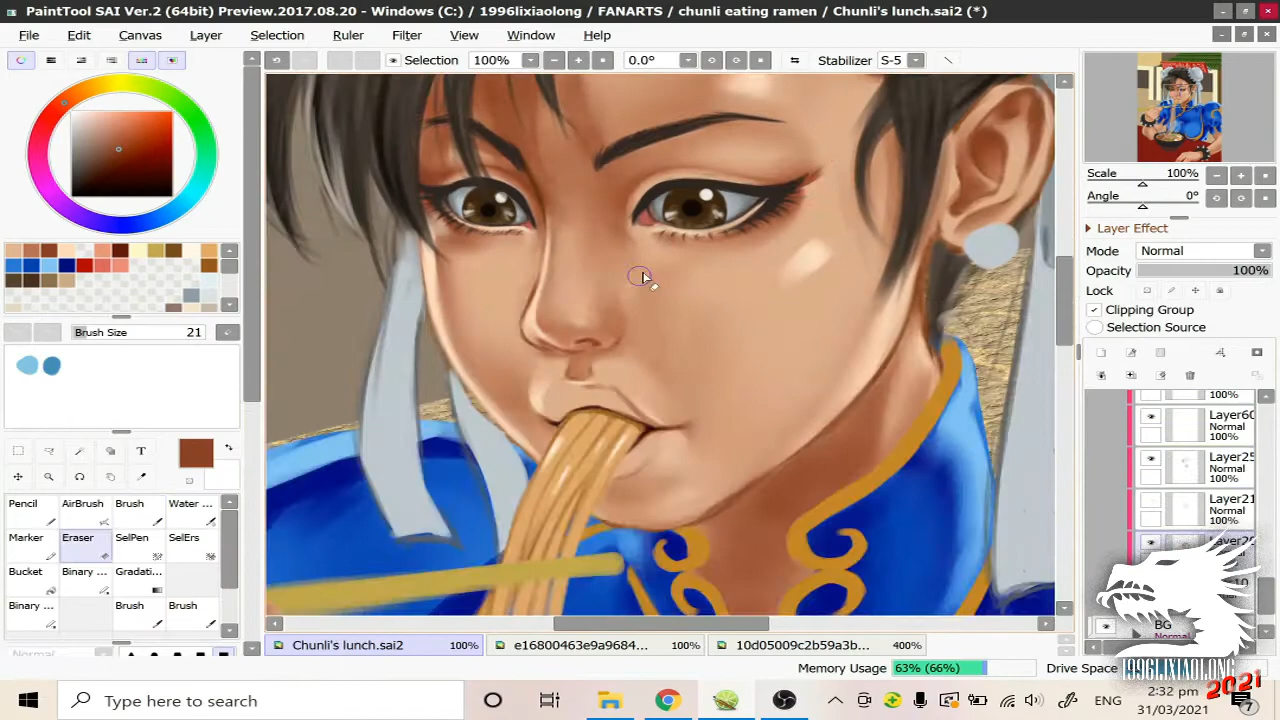 PaintTool SAI Ver.2 (64bit) Preview.2017.08.20 - Windows (C:) / 1996lixiaolong / FANARTS / chunli eating ramen / Chunli's lunch.sai2 (*)
File Edit Canvas Layer Selection Ruler Filter View Window Help
Selection 100% 0.0° Stabilizer S-5
Scale 100%
Angle 0°
Layer Effect
Mode Normal
Opacity 100%
Lock
Clipping Group
Selection Source
Brush Size 21
T
Layer60
Normal
100%
Layer25
Normal
100%
Layer21
Normal
100%
BG
Normal
Pencil AirBrush Brush Water ...
Marker Eraser SelPen SelErs
Bucket Binary ... Gradati...
Binary ... Brush Brush
Normal
Chunli's lunch.sai2 100% e16800463e9a9684... 100% 10d05009c2b59a3b... 400%
Memory Usage 63% (66%) Drive Space
1996LIXIAOLONG
2021
Type here to search
ENG
2:32 pm
31/03/2021
7